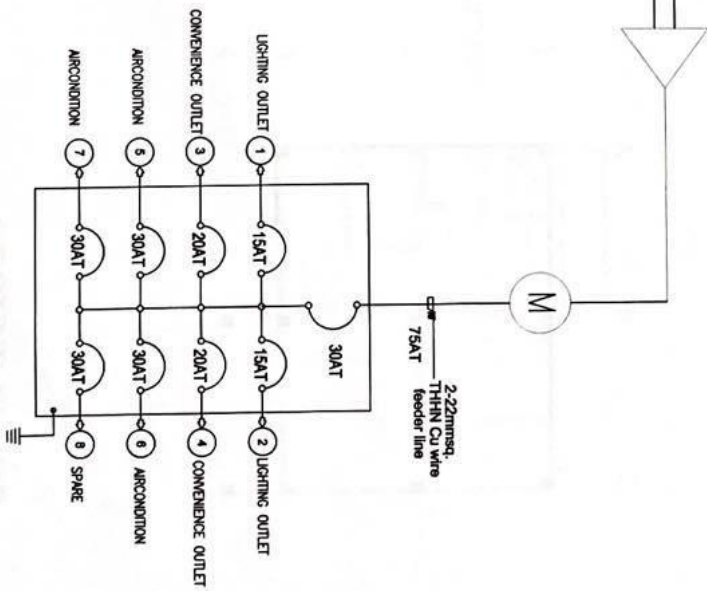 M
2-22mmsq.
THHN Cu wire
feeder line
75AT
30AT
LIGHTING OUTLET
1
15AT
15AT
2
LIGHTING OUTLET
CONVENIENCE OUTLET
3
20AT
20AT
4
CONVENIENCE OUTLET
AIRCONDITION
5
30AT
30AT
6
AIRCONDITION
AIRCONDITION
7
30AT
30AT
8
SPARE